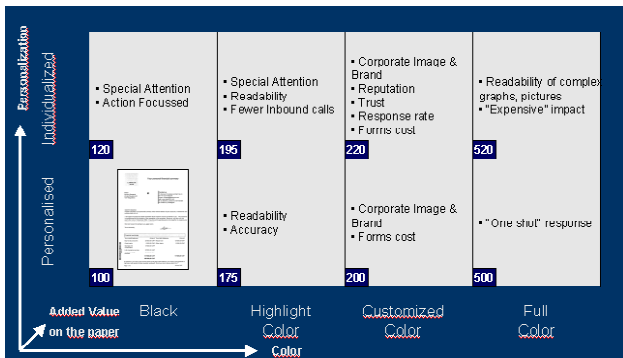 Personalization
Individualized
▪ Special Attention
▪ Action Focussed
120
▪ Special Attention
▪ Readability
▪ Fewer Inbound calls
195
▪ Corporate Image &
Brand
▪ Reputation
▪ Trust
▪ Response rate
▪ Forms cost
220
▪ Readability of complex
graphs, pictures
▪ "Expensive" impact
520
Personalised
100
▪ Readability
▪ Accuracy
175
▪ Corporate Image &
Brand
▪ Forms cost
200
▪ "One shot" response
500
Added Value
on the paper
Black
Highlight
Color
Customized
Color
Full
Color
Color